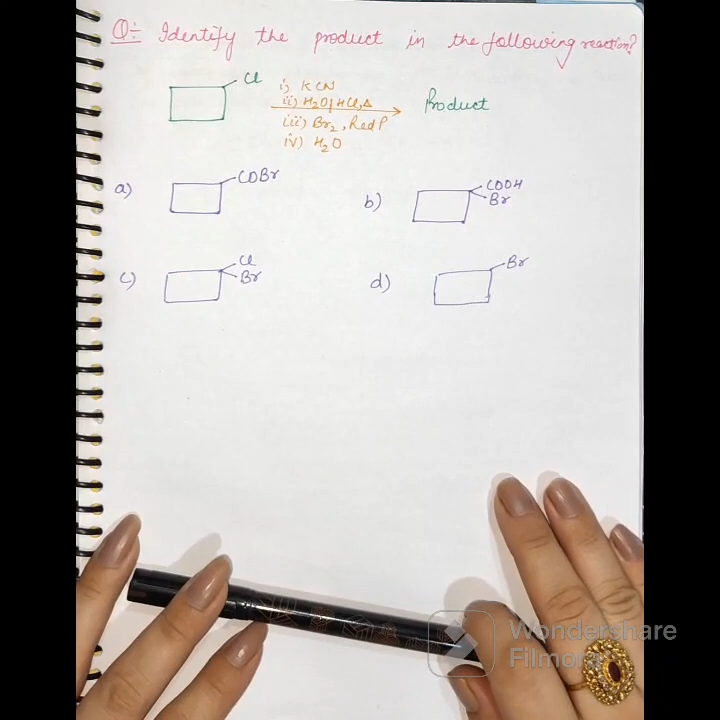 Q:- Identify the product in the following reaction?
Cl
i) KCN
ii) H2O/HCl,Δ
iii) Br2, Red P
iv) H2O
Product
a) COBr
b) COOH
Br
c) Cl
Br
d) Br
Wondershare
Filmora